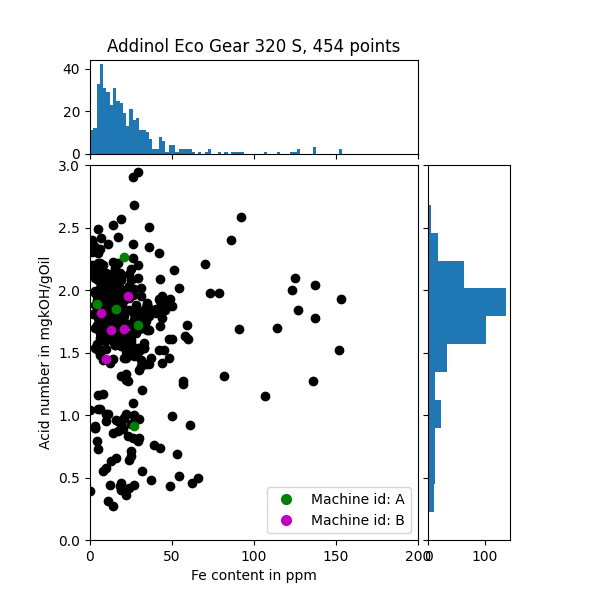 Addinol Eco Gear 320 S, 454 points
40
20
0
3.0
2.5
2.0
1.5
1.0
0.5
0.0
Acid number in mgkOH/gOil
0 50 100 150 200
Fe content in ppm
0 100
Machine id: A
Machine id: B